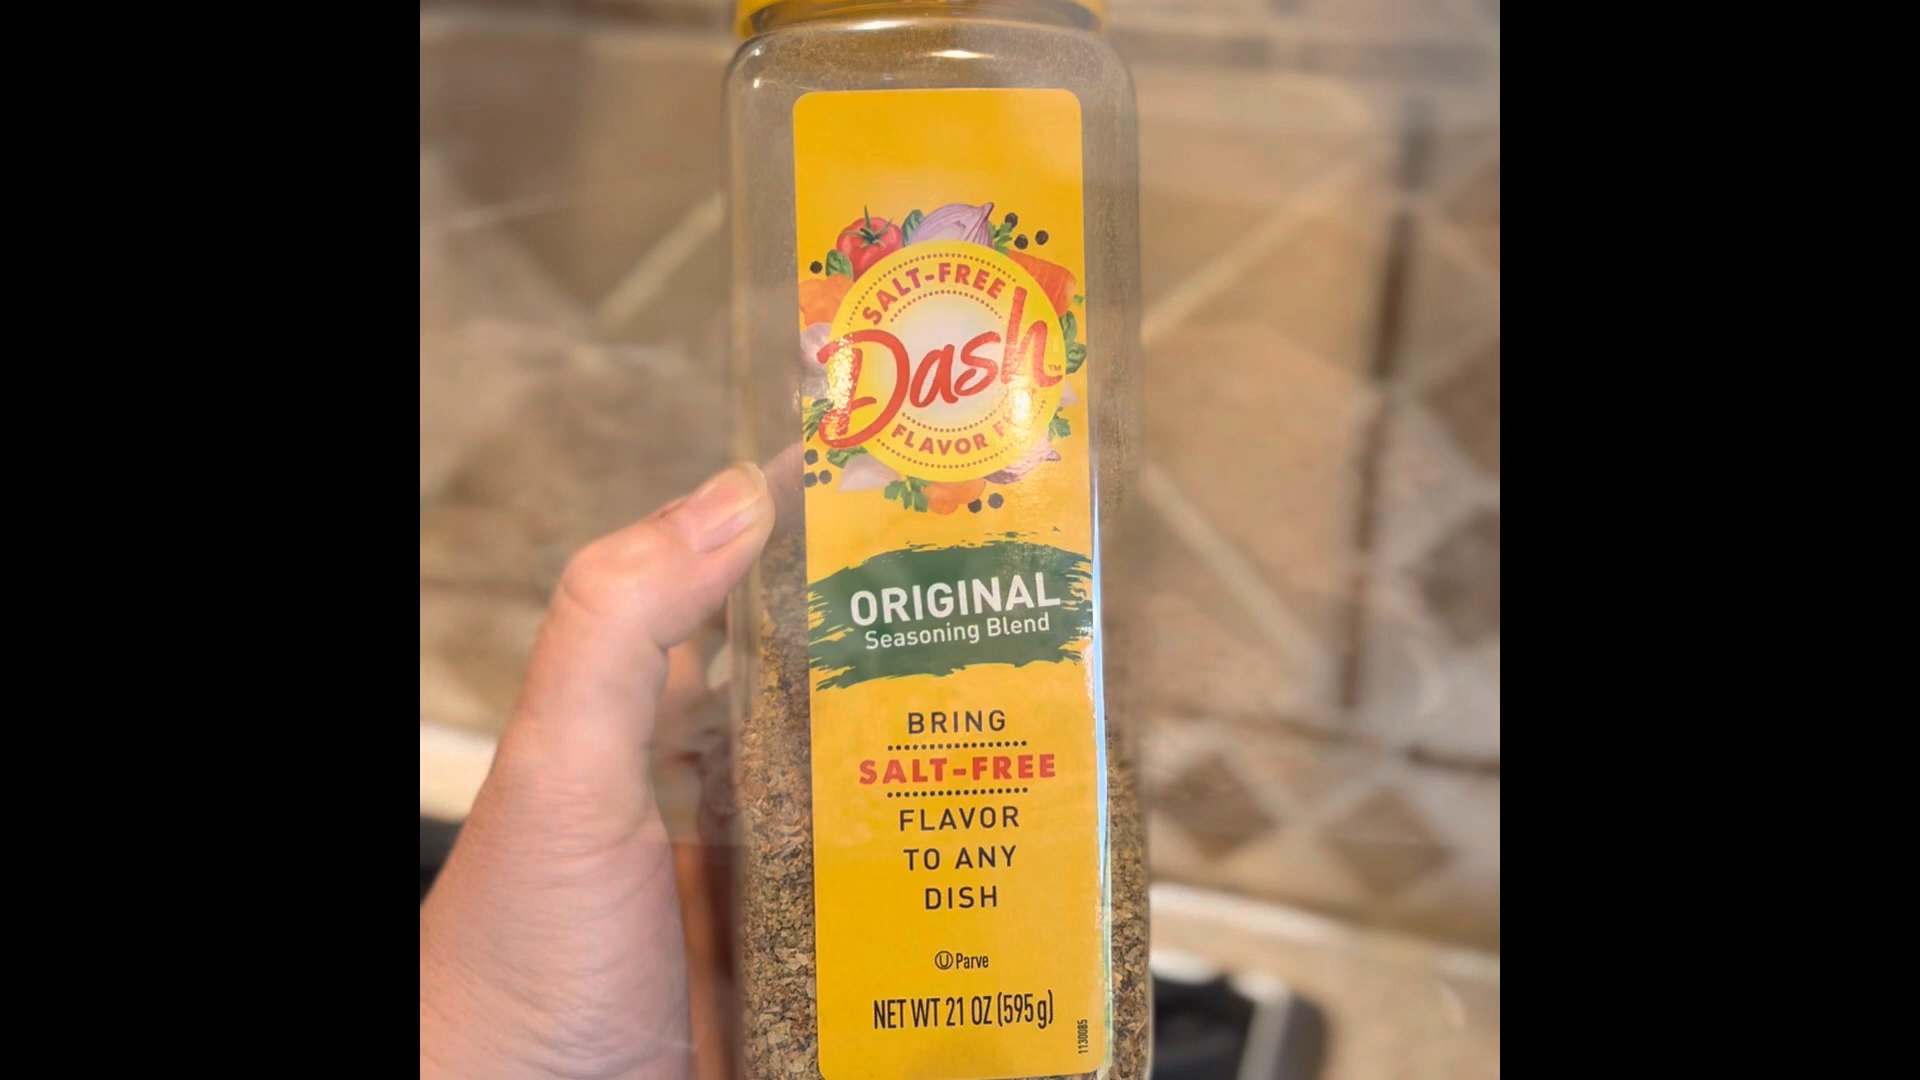 SALT-FREE
Dash™
FLAVOR
ORIGINAL
Seasoning Blend
BRING
SALT-FREE
FLAVOR
TO ANY
DISH
Ⓤ Parve
NET WT 21 OZ (595g)
1130085